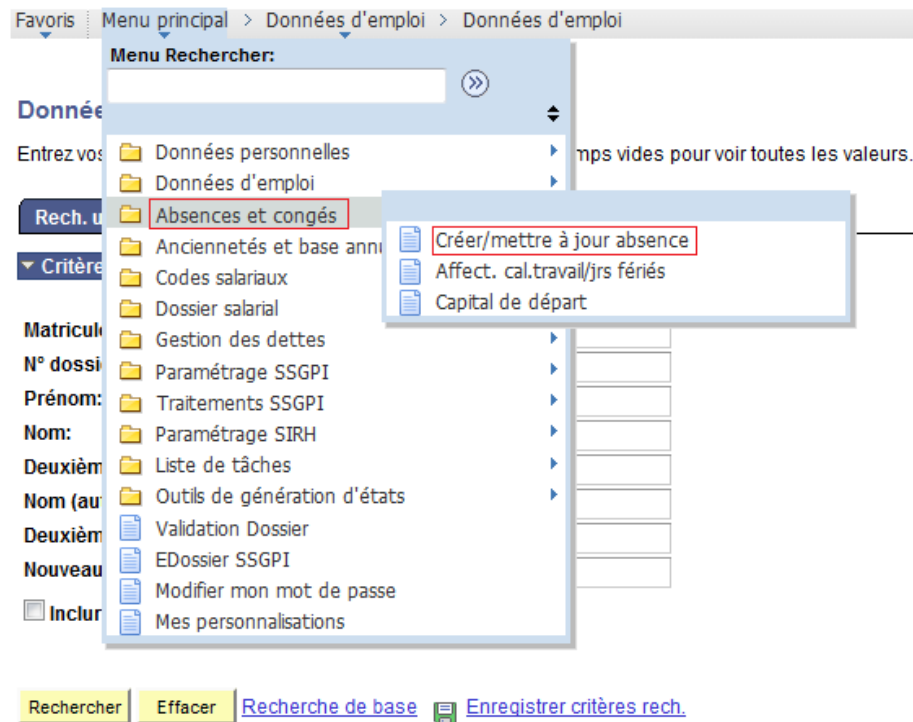 Favoris Menu principal > Données d'emploi > Données d'emploi
Menu Rechercher:
Donnée
Entrez vos mps vides pour voir toutes les valeurs.
Données personnelles
Données d'emploi
Rech. u Absences et congés
Créer/mettre à jour absence
Anciennetés et base annu
Affect. cal.travail/jrs fériés
Critère Codes salariaux
Capital de départ
Dossier salarial
Matricul
Gestion des dettes
N° dossi
Paramétrage SSGPI
Prénom:
Traitements SSGPI
Nom:
Paramétrage SIRH
Deuxièm
Liste de tâches
Nom (au
Outils de génération d'états
Deuxièm
Validation Dossier
EDossier SSGPI
Nouveau
Modifier mon mot de passe
Inclur
Mes personnalisations
Rechercher Effacer Recherche de base Enregistrer critères rech.